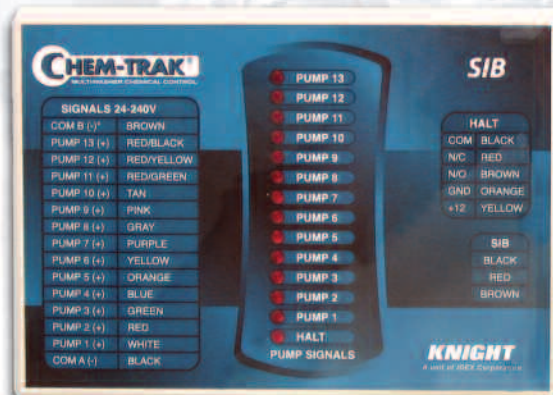 CHEM-TRAK
MULTIWASHER CHEMICAL CONTROL
SIGNALS 24-240V
COM B (-)* BROWN
PUMP 13 (+) RED/BLACK
PUMP 12 (+) RED/YELLOW
PUMP 11 (+) RED/GREEN
PUMP 10 (+) TAN
PUMP 9 (+) PINK
PUMP 8 (+) GRAY
PUMP 7 (+) PURPLE
PUMP 6 (+) YELLOW
PUMP 5 (+) ORANGE
PUMP 4 (+) BLUE
PUMP 3 (+) GREEN
PUMP 2 (+) RED
PUMP 1 (+) WHITE
COM A (-) BLACK
PUMP 13
PUMP 12
PUMP 11
PUMP 10
PUMP 9
PUMP 8
PUMP 7
PUMP 6
PUMP 5
PUMP 4
PUMP 3
PUMP 2
PUMP 1
HALT
PUMP SIGNALS
SIB
HALT
COM BLACK
N/C RED
N/O BROWN
GND ORANGE
+12 YELLOW
SIB
BLACK
RED
BROWN
KNIGHT
A unit of IDEX Corporation